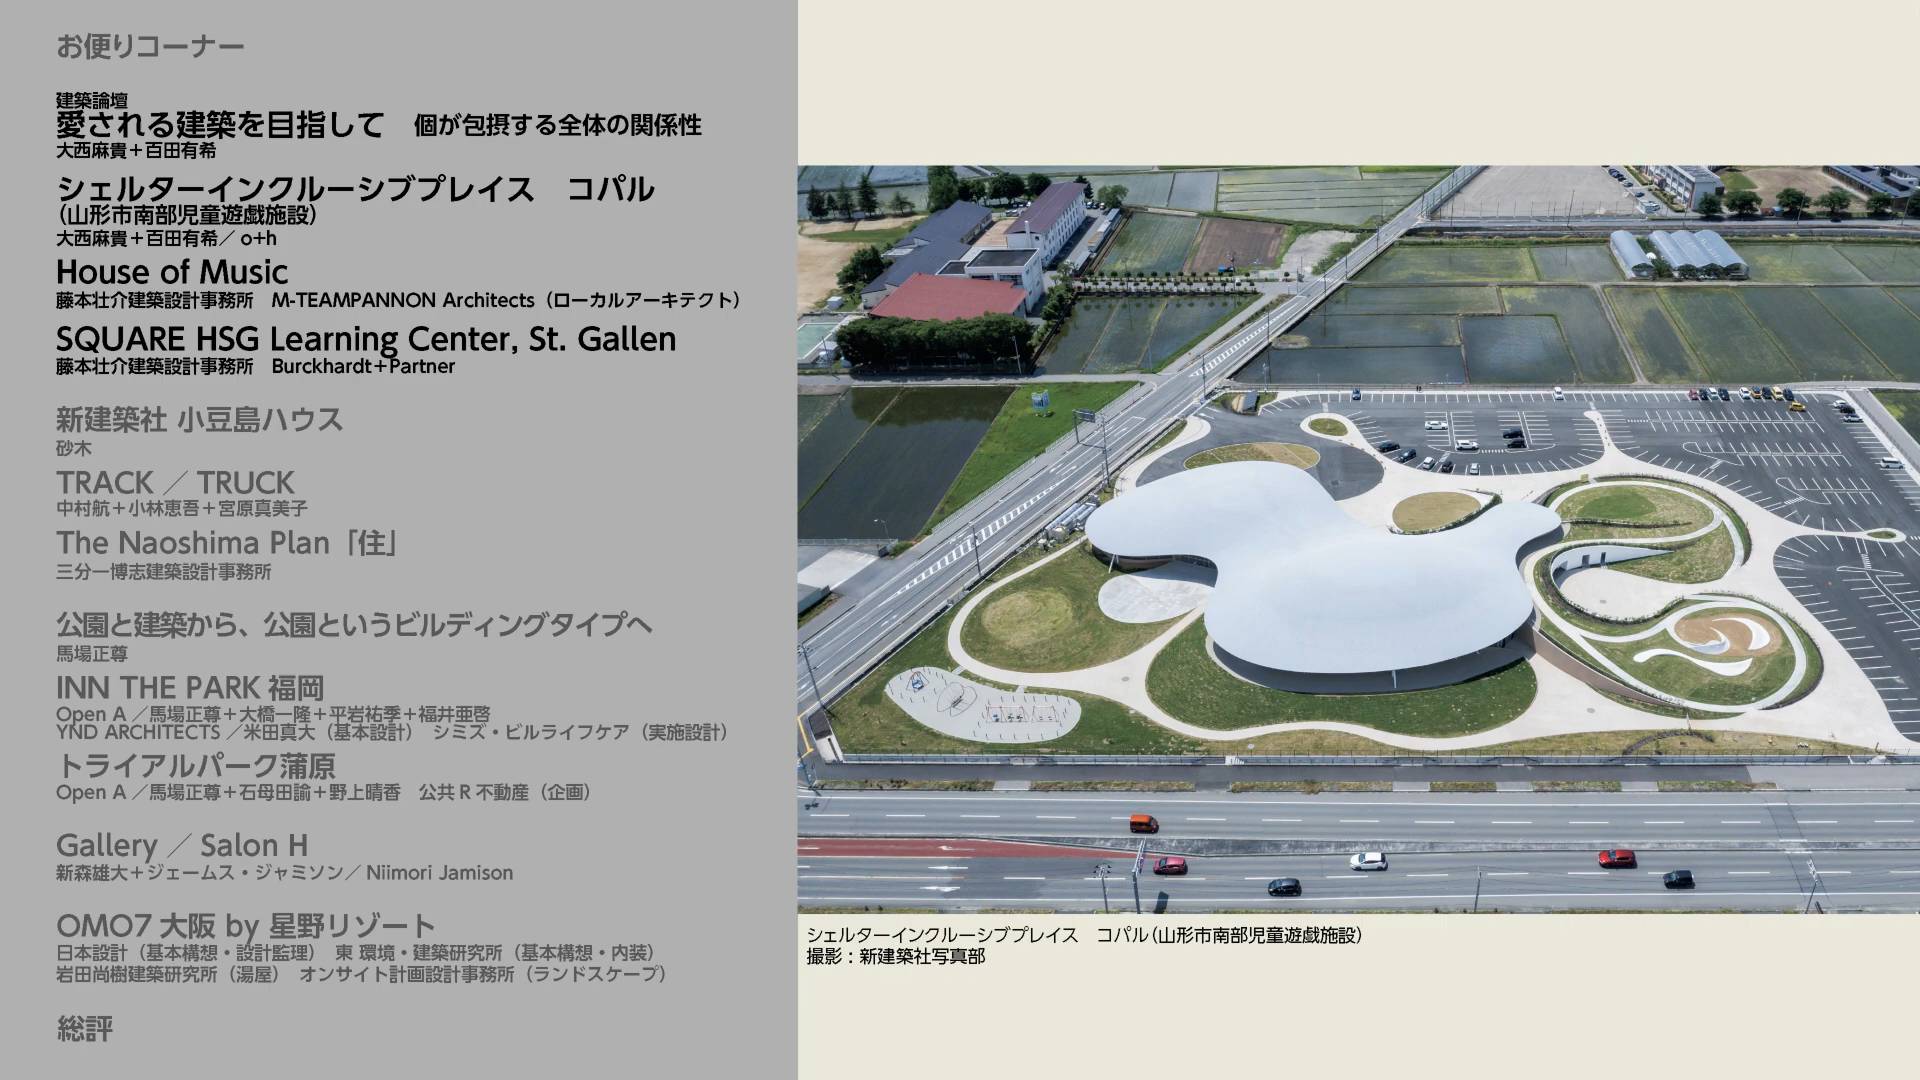 お便りコーナー
建築論壇
愛される建築を目指して　個が包摂する全体の関係性
大西麻貴＋百田有希
シェルターインクルーシブプレイス　コパル
（山形市南部児童遊戯施設）
大西麻貴＋百田有希／ o+h
House of Music
藤本壮介建築設計事務所　M-TEAMPANNON Architects（ローカルアーキテクト）
SQUARE HSG Learning Center, St. Gallen
藤本壮介建築設計事務所　Burckhardt＋Partner
新建築社 小豆島ハウス
砂木
TRACK ／ TRUCK
中村航＋小林恵吾＋宮原真美子
The Naoshima Plan「住」
三分一博志建築設計事務所
公園と建築から、公園というビルディングタイプへ
馬場正尊
INN THE PARK 福岡
Open A ／馬場正尊＋大橋一隆＋平岩祐季＋福井亜啓
YND ARCHITECTS ／米田真大（基本設計）　シミズ・ビルライフケア（実施設計）
トライアルパーク蒲原
Open A ／馬場正尊＋石母田諭＋野上晴香　公共 R 不動産（企画）
Gallery ／ Salon H
新森雄大＋ジェームス・ジャミソン／ Niimori Jamison
OMO7 大阪 by 星野リゾート
日本設計（基本構想・設計監理）　東 環境・建築研究所（基本構想・内装）
岩田尚樹建築研究所（湯屋）　オンサイト計画設計事務所（ランドスケープ）
総評
シェルターインクルーシブプレイス　コパル（山形市南部児童遊戯施設）
撮影：新建築社写真部